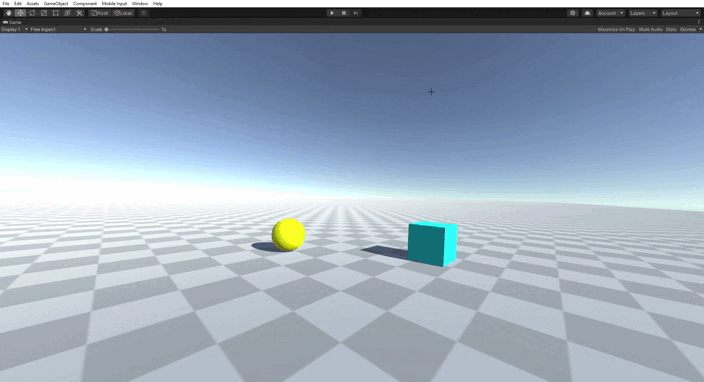 File Edit Assets GameObject Component Mobile Input Window Help
Pivot Local Account Layers Layout
Game
Display 1 Free Aspect Scale 1x Maximize On Play Mute Audio Stats Gizmos